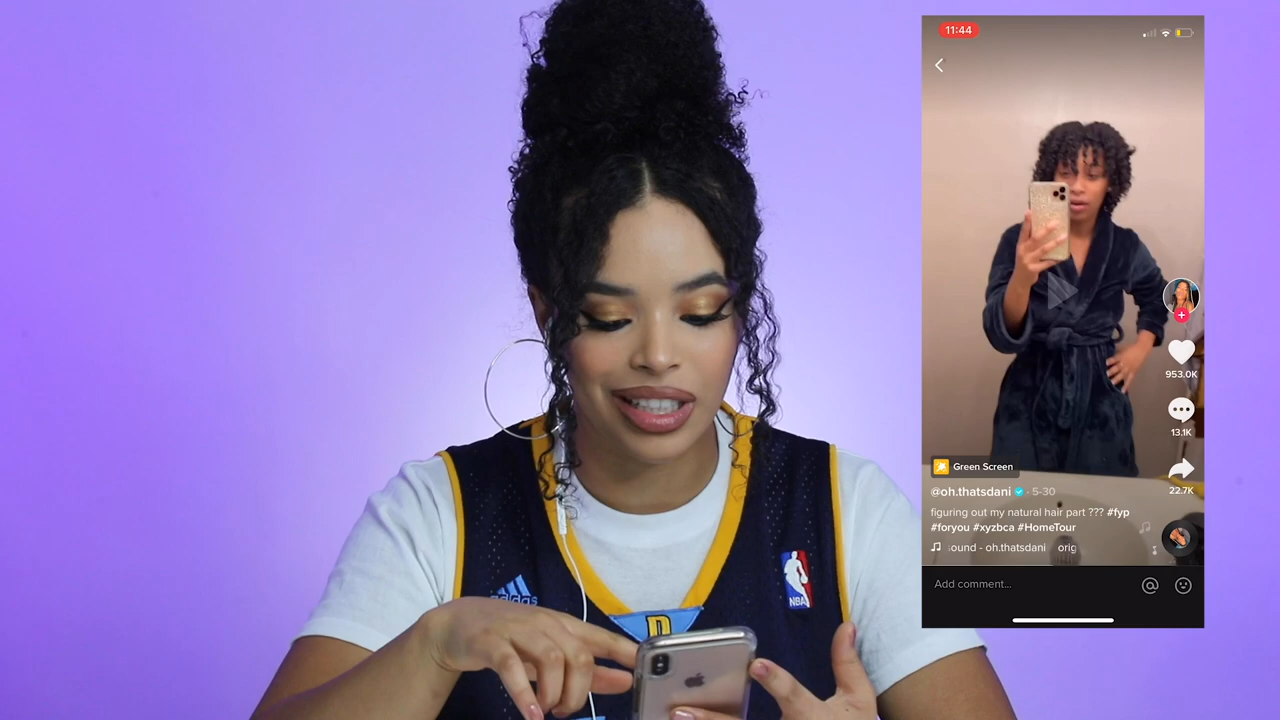 11:44
953.0K
13.1K
22.7K
Green Screen
@oh.thatsdani · 5-30
figuring out my natural hair part ??? #fyp
#foryou #xyzbca #HomeTour
ound - oh.thatsdani orig
Add comment...
adidas
NBA
D